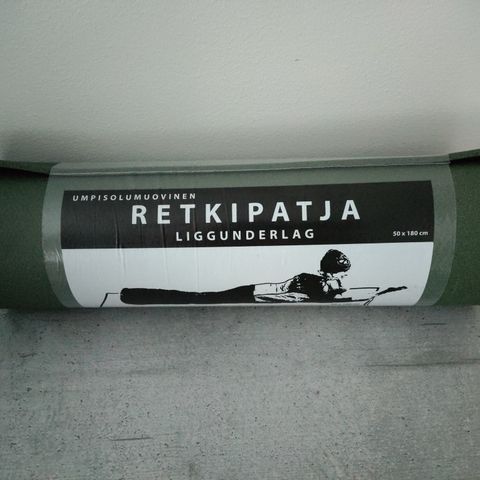 UMPISOLUMUOVINEN
RETKIPATJA
LIGGUNDERLAG
50 x 180 cm